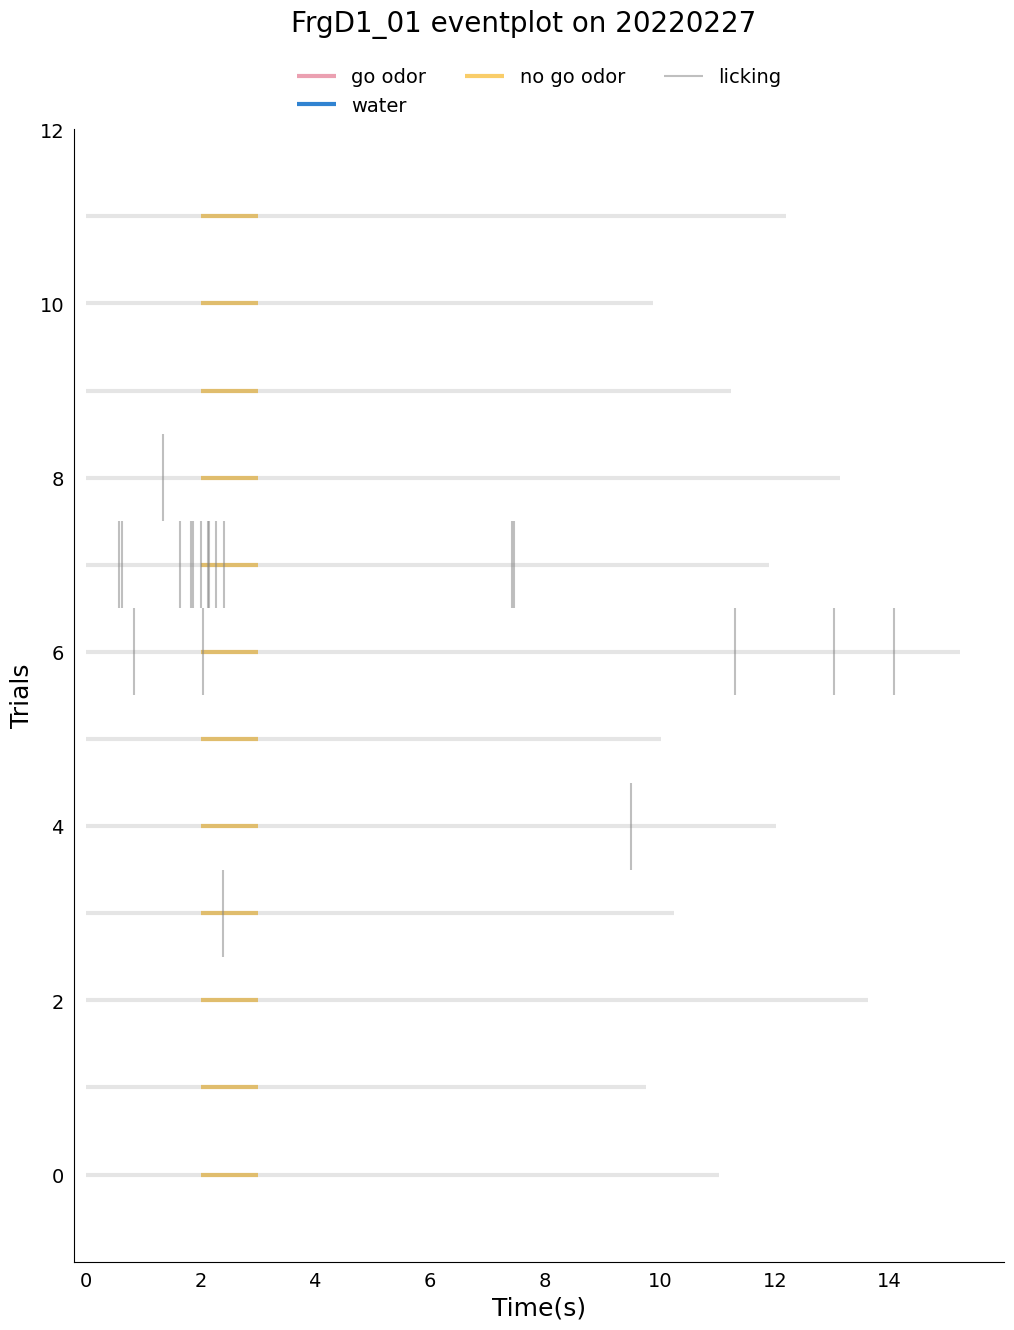 FrgD1_01 eventplot on 20220227
go odor
no go odor
licking
water
12
10
8
6
4
2
0
Trials
0 2 4 6 8 10 12 14
Time(s)